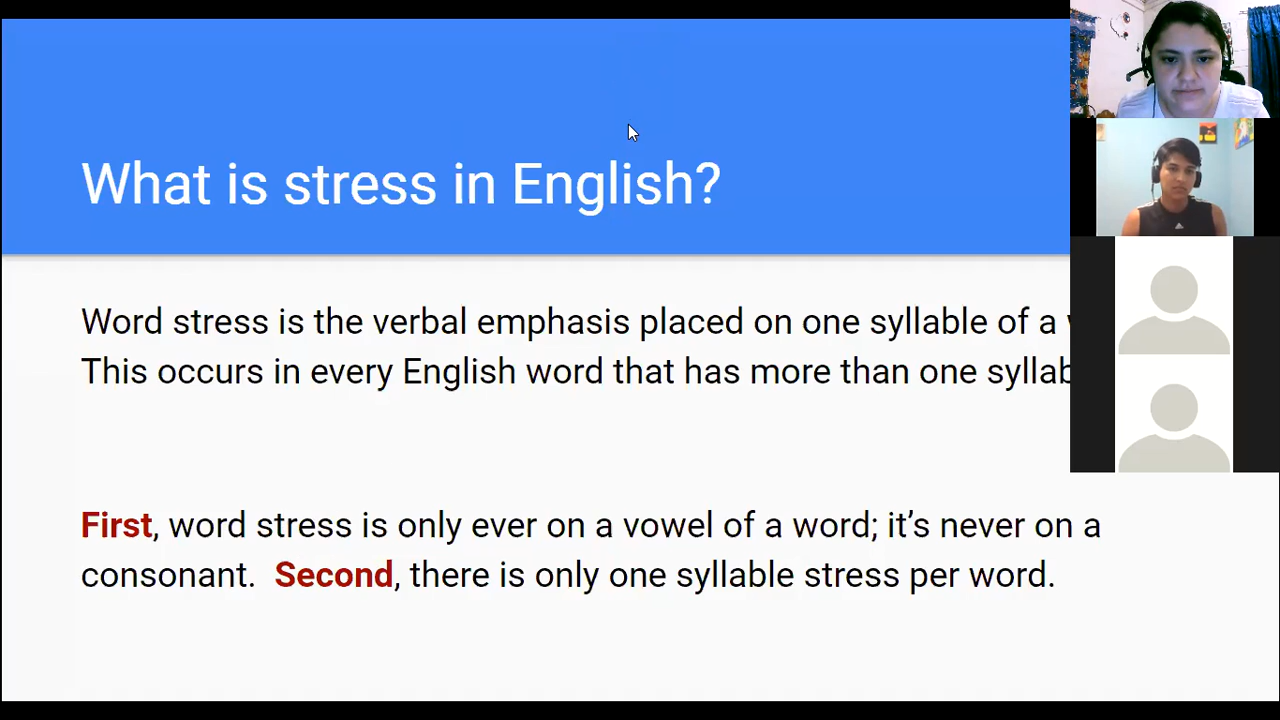 What is stress in English?
Word stress is the verbal emphasis placed on one syllable of a
This occurs in every English word that has more than one
First, word stress is only ever on a vowel of a word; it’s never on a
consonant. Second, there is only one syllable stress per word.